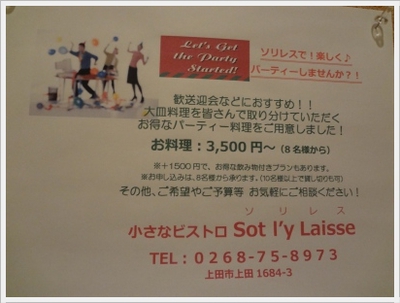 Let's Get
the Party
Started!
ソリレスで！楽しく♪
パーティーしませんか？！
歓送迎会などにおすすめ！！
大皿料理を皆さんで取り分けていただく
お得なパーティー料理をご用意しました！
お料理：3,500円～（8名様から）
※＋1500円で、お得な飲み物付きプランもあります。
※お申し込みは、8名様から承ります。（10名様以上で貸し切りも可）
その他、ご希望やご予算等 お気軽にご相談ください！
ソリレス
小さなビストロ Sot l'y Laisse
TEL：0268-75-8973
上田市上田 1684-3